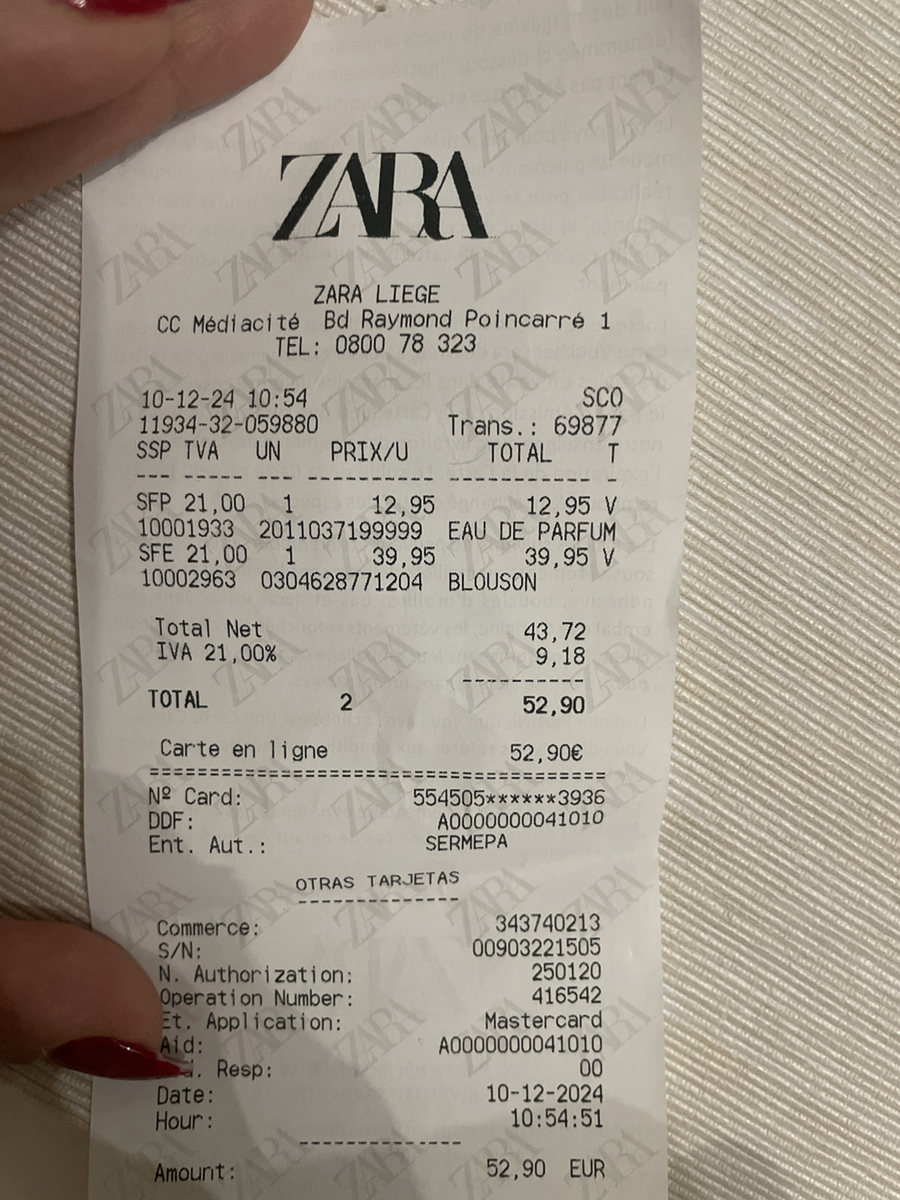 ZARA
ZARA LIEGE
CC Médiacité Bd Raymond Poincarré 1
TEL: 0800 78 323
10-12-24 10:54 SCO
11934-32-059880 Trans.: 69877
SSP TVA UN PRIX/U TOTAL T
--- ----- --- ---------- ------------ -
SFP 21,00 1 12,95 12,95 V
10001933 2011037199999 EAU DE PARFUM
SFE 21,00 1 39,95 39,95 V
10002963 0304628771204 BLOUSON
Total Net 43,72
IVA 21,00% 9,18
----------
TOTAL 2 52,90
Carte en ligne 52,90€
======================================
Nº Card: 554505******3936
DDF: A0000000041010
Ent. Aut.: SERMEPA
OTRAS TARJETAS
--------------
Commerce: 343740213
S/N: 00903221505
N. Authorization: 250120
Operation Number: 416542
Et. Application: Mastercard
Aid: A0000000041010
Resp: 00
Date: 10-12-2024
Hour: 10:54:51
--------------
Amount: 52,90 EUR